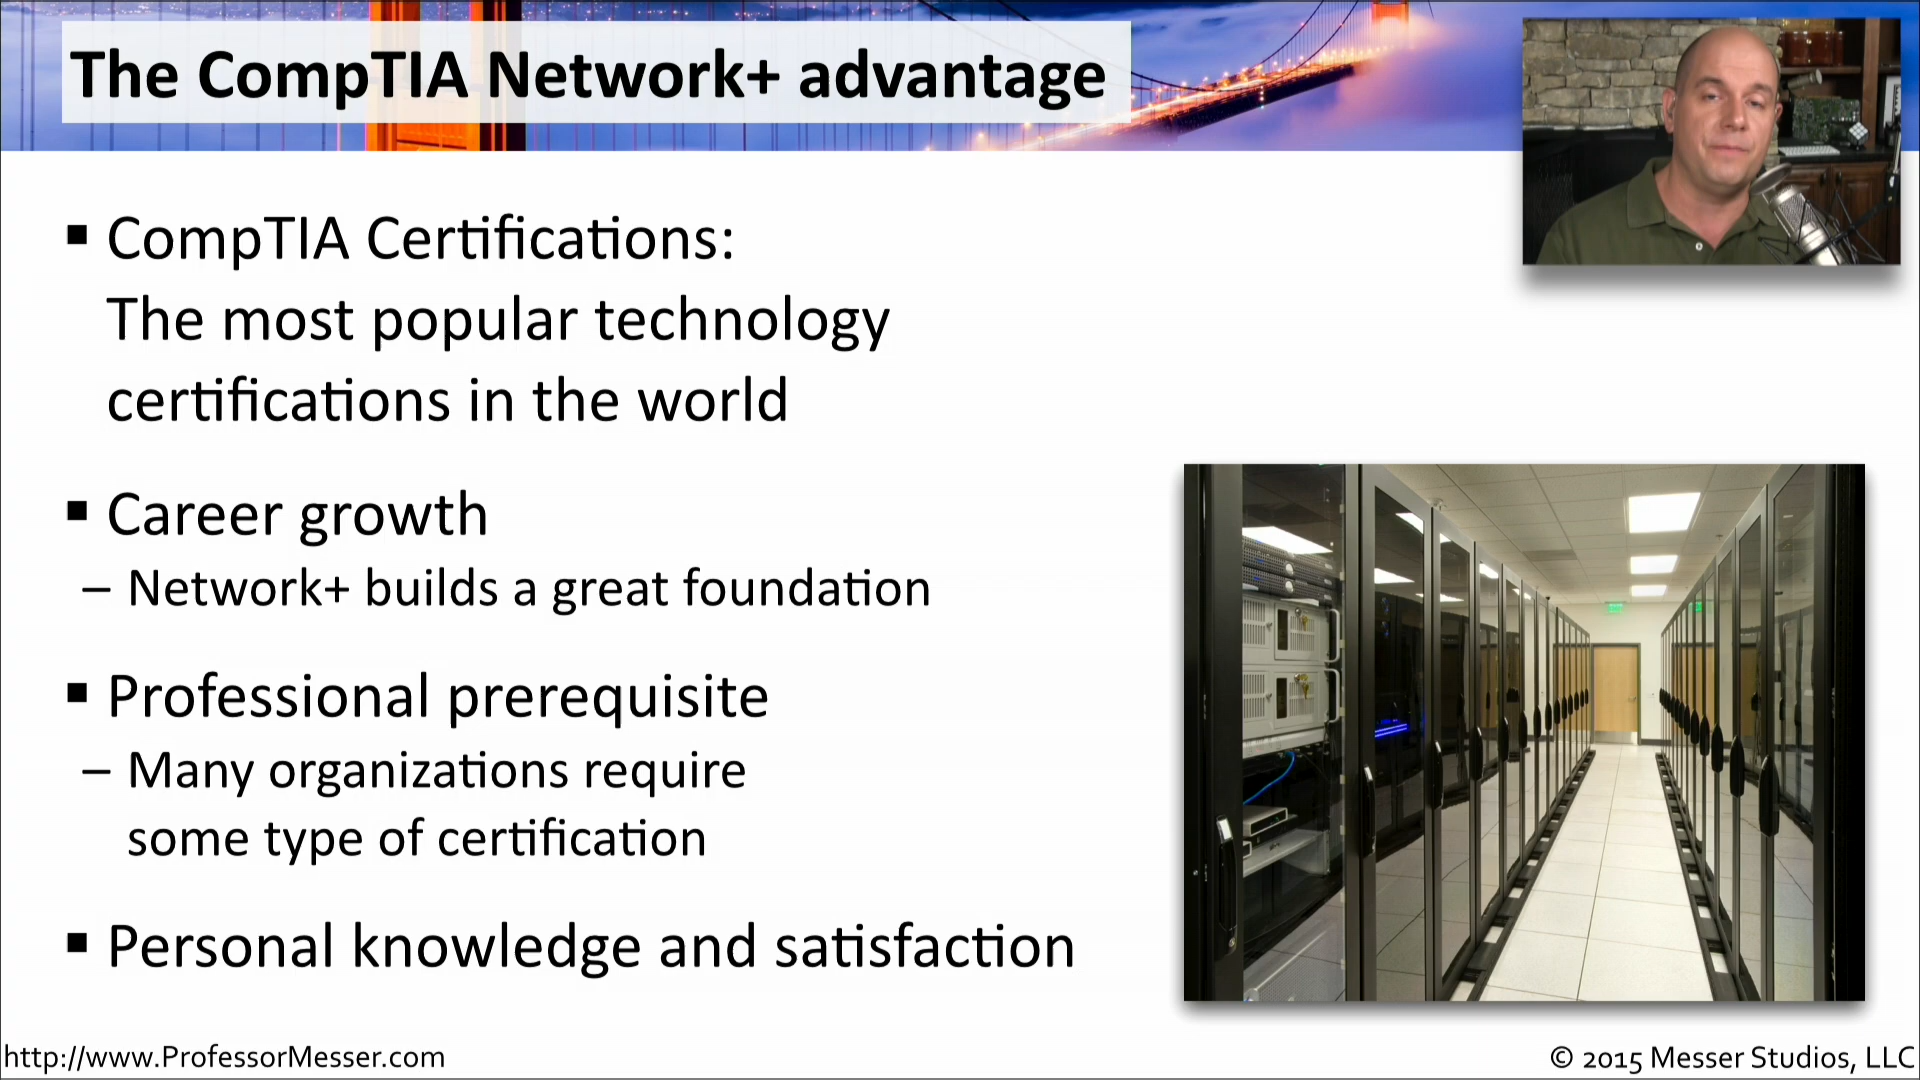 The CompTIA Network+ advantage
▪ CompTIA Certifications:
The most popular technology
certifications in the world
▪ Career growth
– Network+ builds a great foundation
▪ Professional prerequisite
– Many organizations require
some type of certification
▪ Personal knowledge and satisfaction
http://www.ProfessorMesser.com
© 2015 Messer Studios, LLC